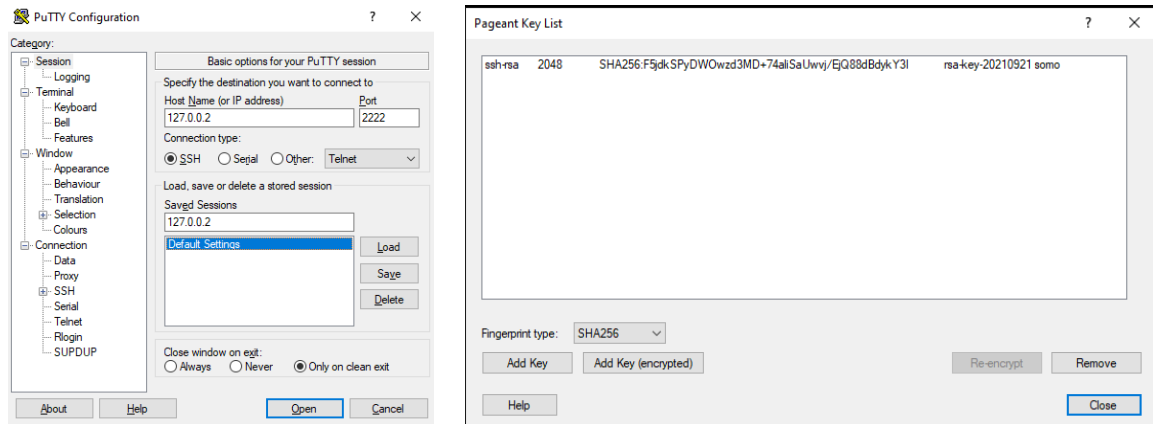 PuTTY Configuration
Category:
Session
Logging
Terminal
Keyboard
Bell
Features
Window
Appearance
Behaviour
Translation
Selection
Colours
Connection
Data
Proxy
SSH
Serial
Telnet
Rlogin
SUPDUP
Basic options for your PuTTY session
Specify the destination you want to connect to
Host Name (or IP address) Port
127.0.0.2 2222
Connection type:
SSH Serial Other: Telnet
Load, save or delete a stored session
Saved Sessions
127.0.0.2
Default Settings
Load
Save
Delete
Close window on exit:
Always Never Only on clean exit
About Help Open Cancel
Pageant Key List
ssh-rsa 2048 SHA256:F5jdkSPyDWOwzd3MD+74aliSaUwvj/EjQ88dBdykY3I rsa-key-20210921 somo
Fingerprint type: SHA256
Add Key Add Key (encrypted) Re-encrypt Remove
Help Close